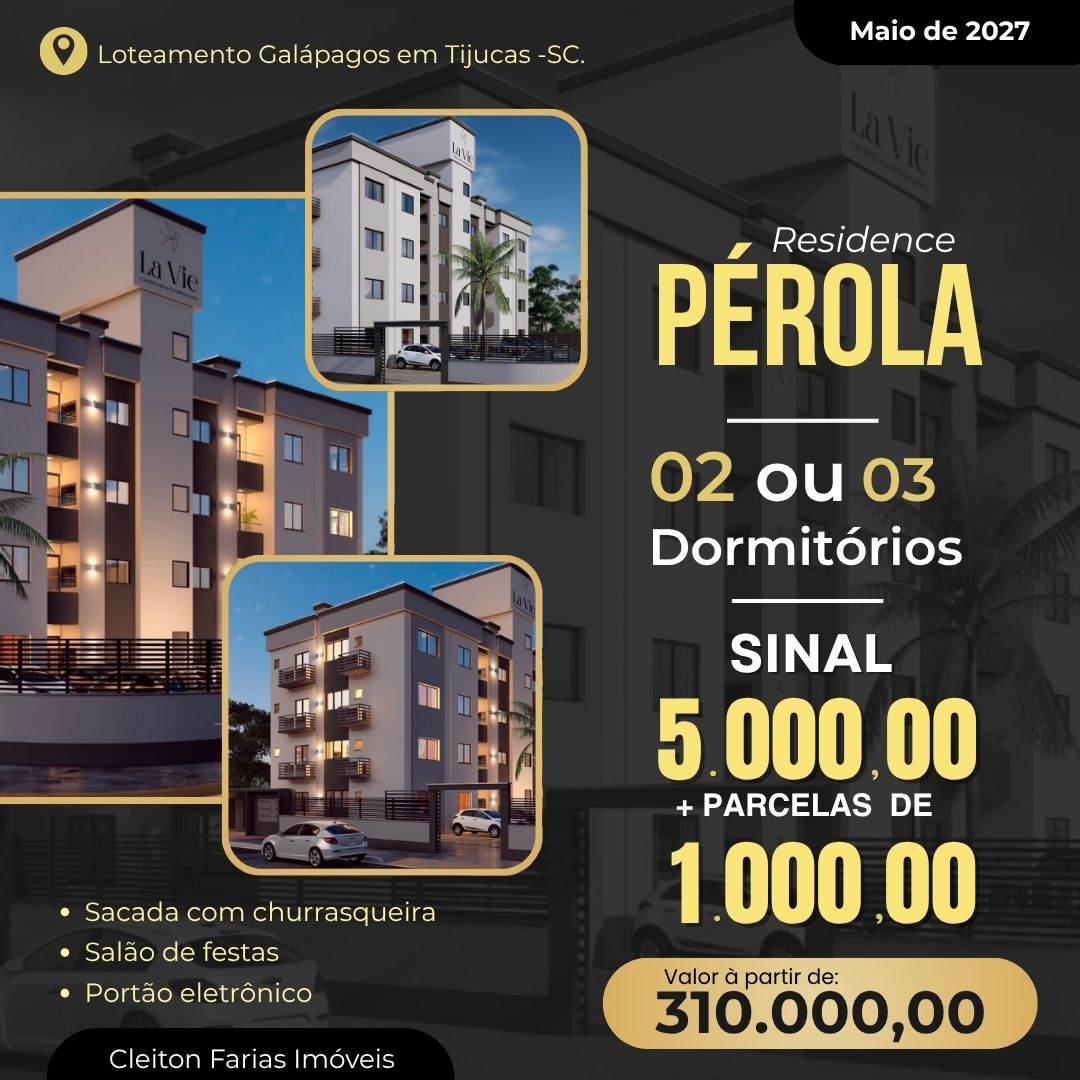 Maio de 2027
Loteamento Galápagos em Tijucas -SC.
La Vie
La Vie
La Vie
La Vie
Residence
PÉROLA
02 ou 03
Dormitórios
SINAL
5.000,00
+ PARCELAS DE
1.000,00
Valor à partir de:
310.000,00
Sacada com churrasqueira
Salão de festas
Portão eletrônico
Cleiton Farias Imóveis